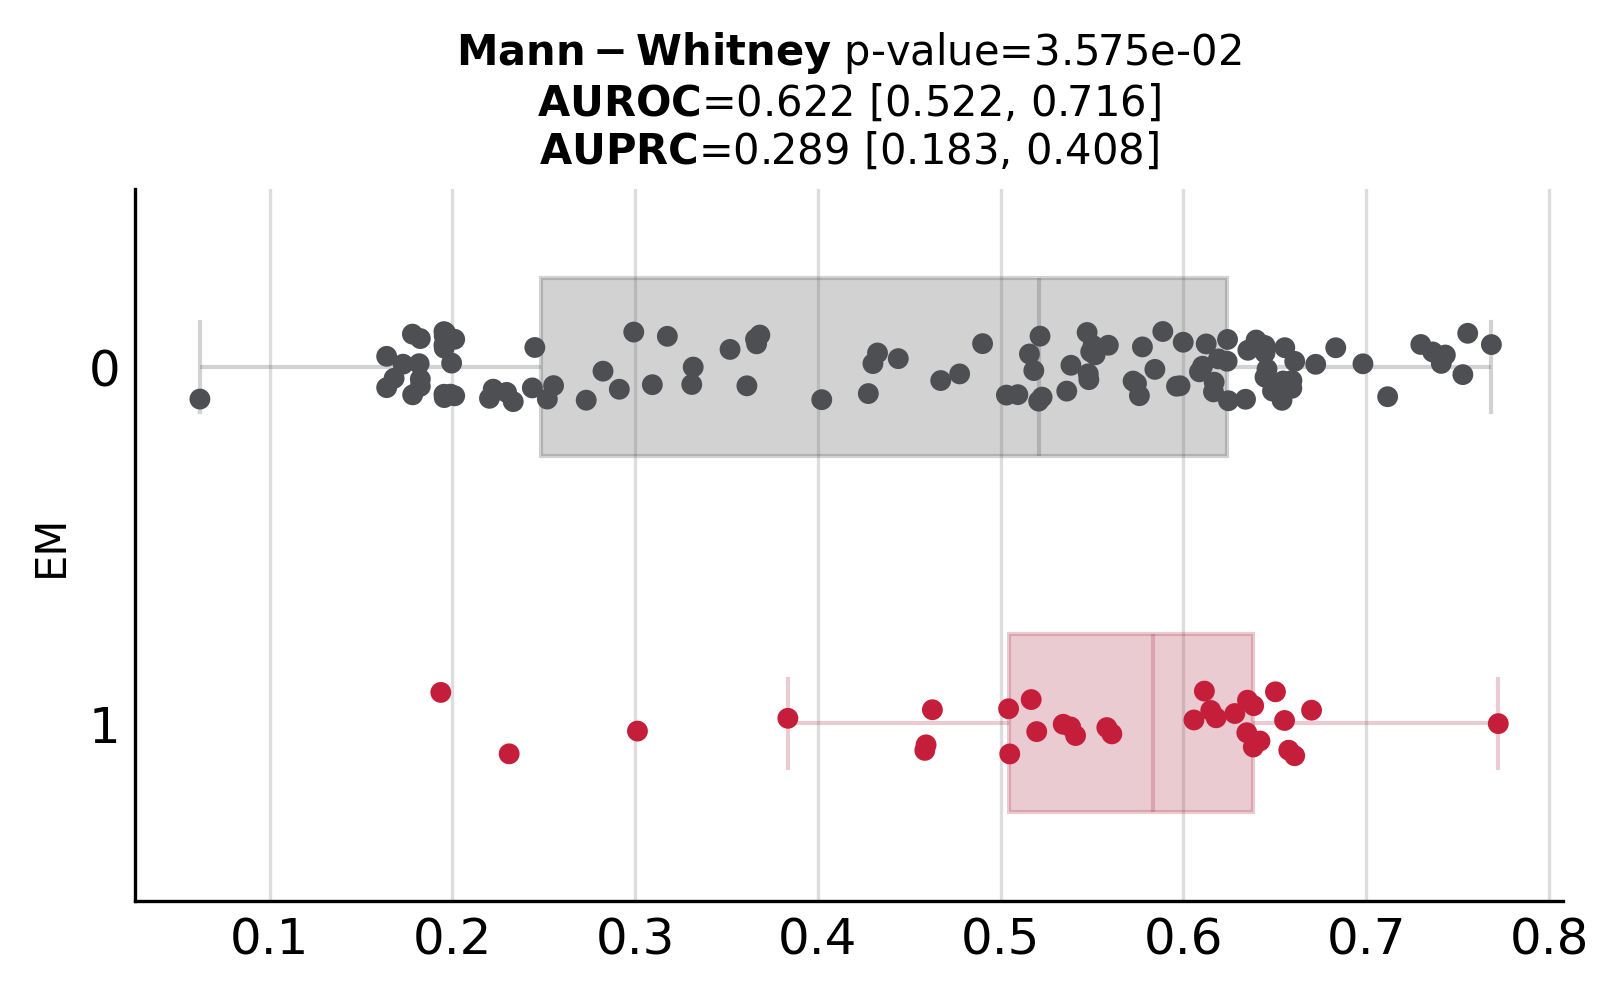 Mann − Whitney p-value=3.575e-02
AUROC=0.622 [0.522, 0.716]
AUPRC=0.289 [0.183, 0.408]
0
EM
1
0.1 0.2 0.3 0.4 0.5 0.6 0.7 0.8